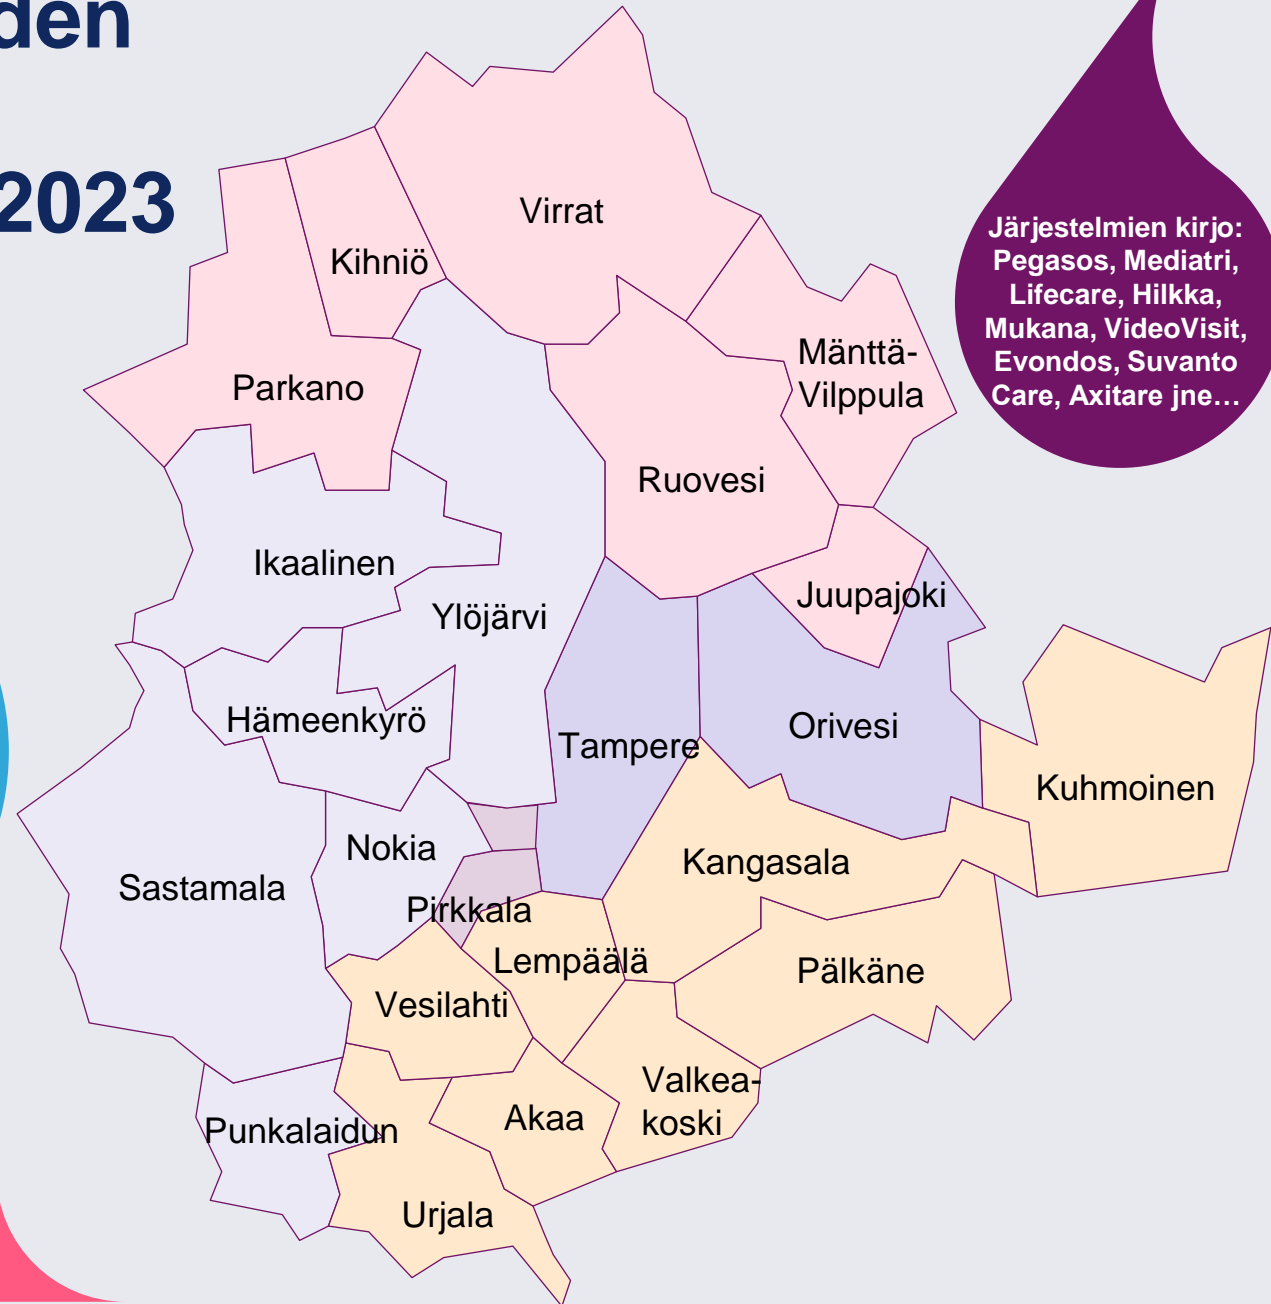 den
2023
Järjestelmien kirjo:
Pegasos, Mediatri,
Lifecare, Hilkka,
Mukana, VideoVisit,
Evondos, Suvanto
Care, Axitare jne…
Virrat
Kihniö
Mänttä-
Vilppula
Parkano
Ruovesi
Ikaalinen
Juupajoki
Ylöjärvi
Hämeenkyrö
Orivesi
Tampere
Kuhmoinen
Nokia
Kangasala
Sastamala
Pirkkala
Lempäälä
Pälkäne
Vesilahti
Valkea-
koski
Akaa
Punkalaidun
Urjala